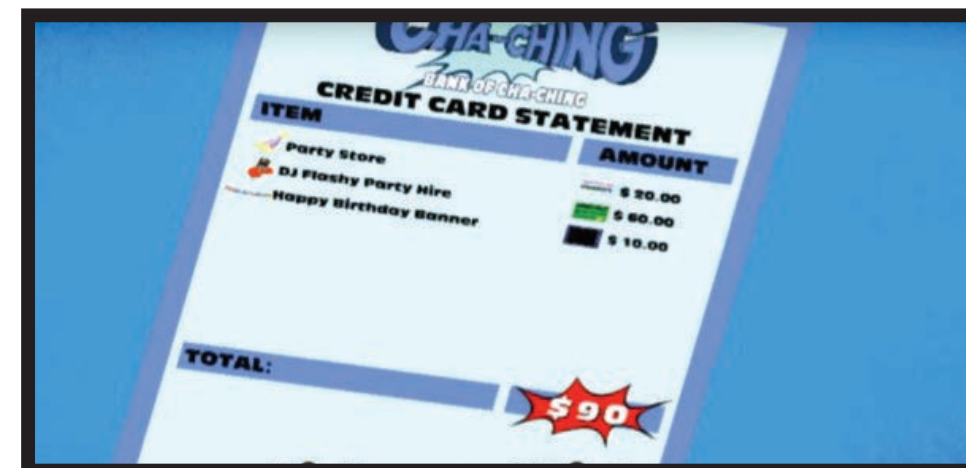 CHA-CHING
BANK OF CHA-CHING
CREDIT CARD STATEMENT
ITEM AMOUNT
Party Store $ 20.00
DJ Flashy Party Hire $ 60.00
Happy Birthday Banner $ 10.00
TOTAL: $90